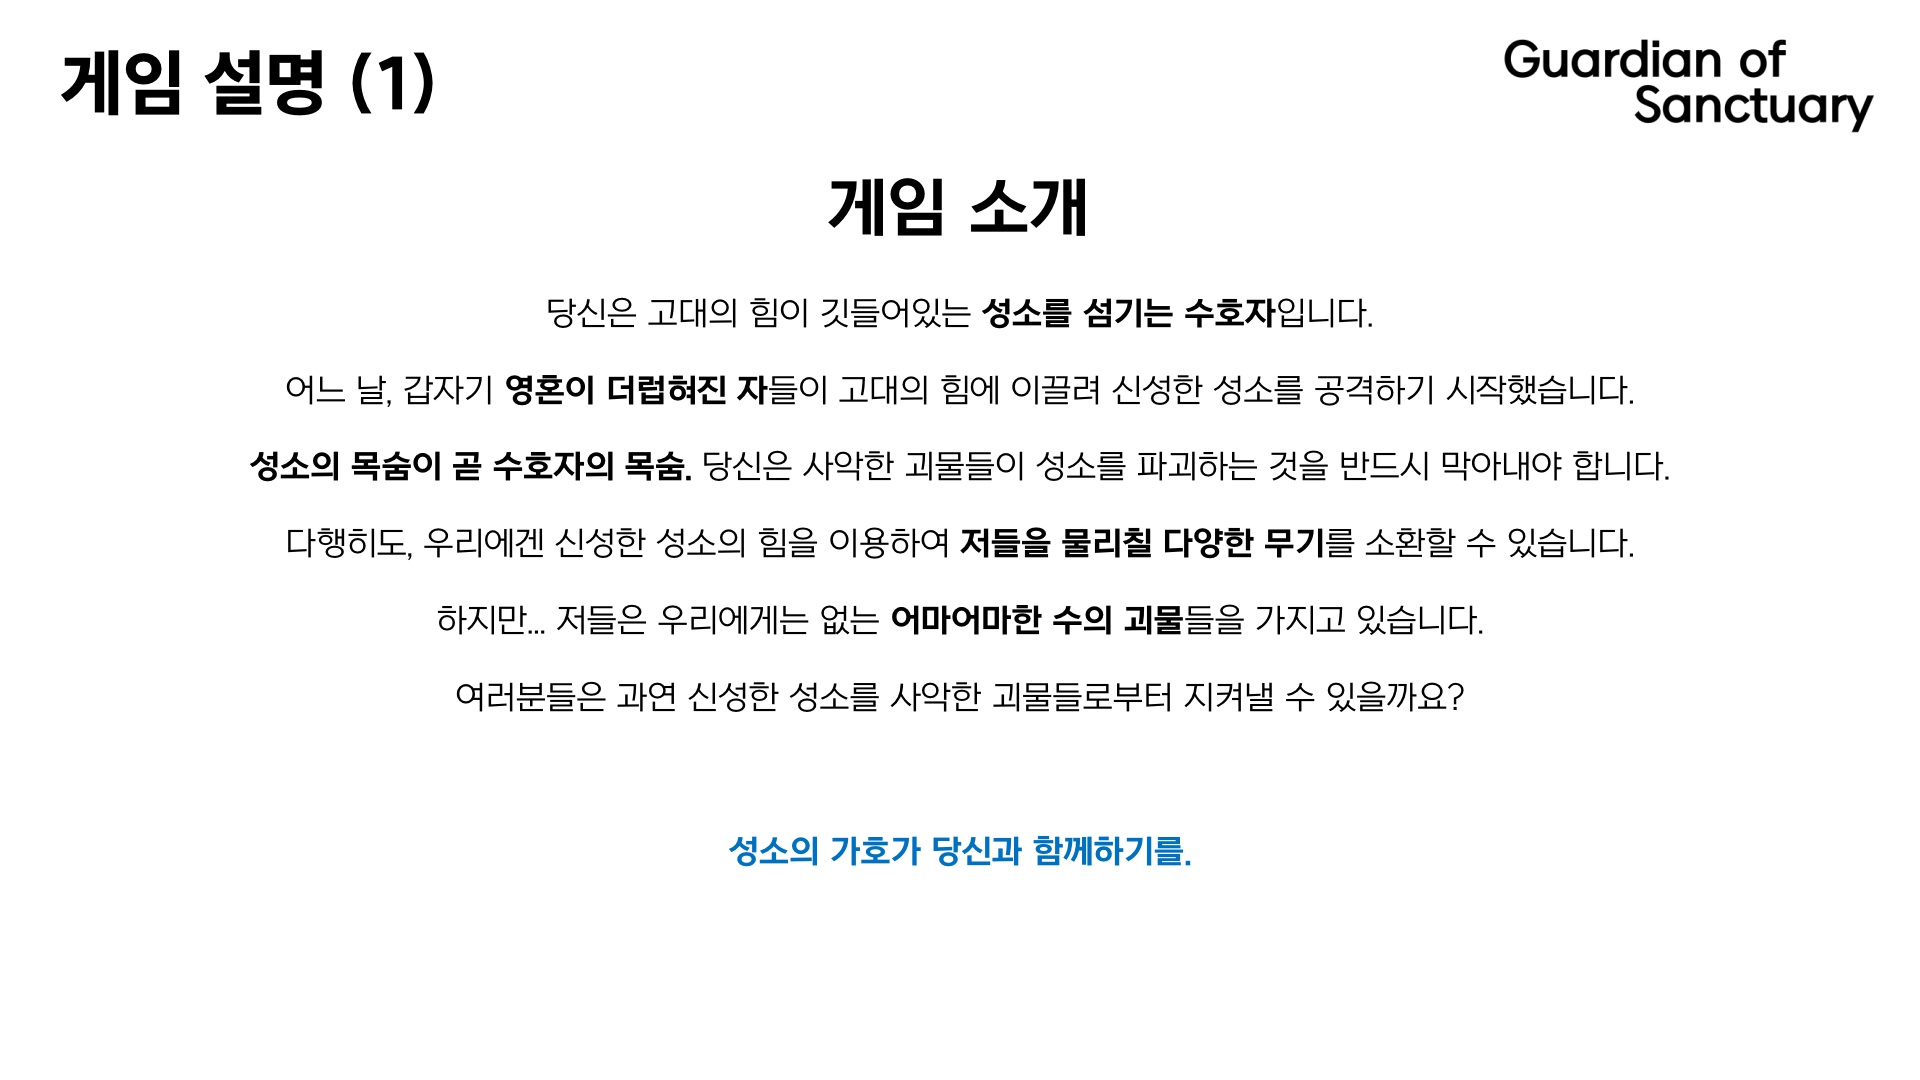 게임 설명 (1)
Guardian of
Sanctuary
게임 소개
당신은 고대의 힘이 깃들어있는 성소를 섬기는 수호자입니다.
어느 날, 갑자기 영혼이 더럽혀진 자들이 고대의 힘에 이끌려 신성한 성소를 공격하기 시작했습니다.
성소의 목숨이 곧 수호자의 목숨. 당신은 사악한 괴물들이 성소를 파괴하는 것을 반드시 막아내야 합니다.
다행히도, 우리에겐 신성한 성소의 힘을 이용하여 저들을 물리칠 다양한 무기를 소환할 수 있습니다.
하지만... 저들은 우리에게는 없는 어마어마한 수의 괴물들을 가지고 있습니다.
여러분들은 과연 신성한 성소를 사악한 괴물들로부터 지켜낼 수 있을까요?
성소의 가호가 당신과 함께하기를.